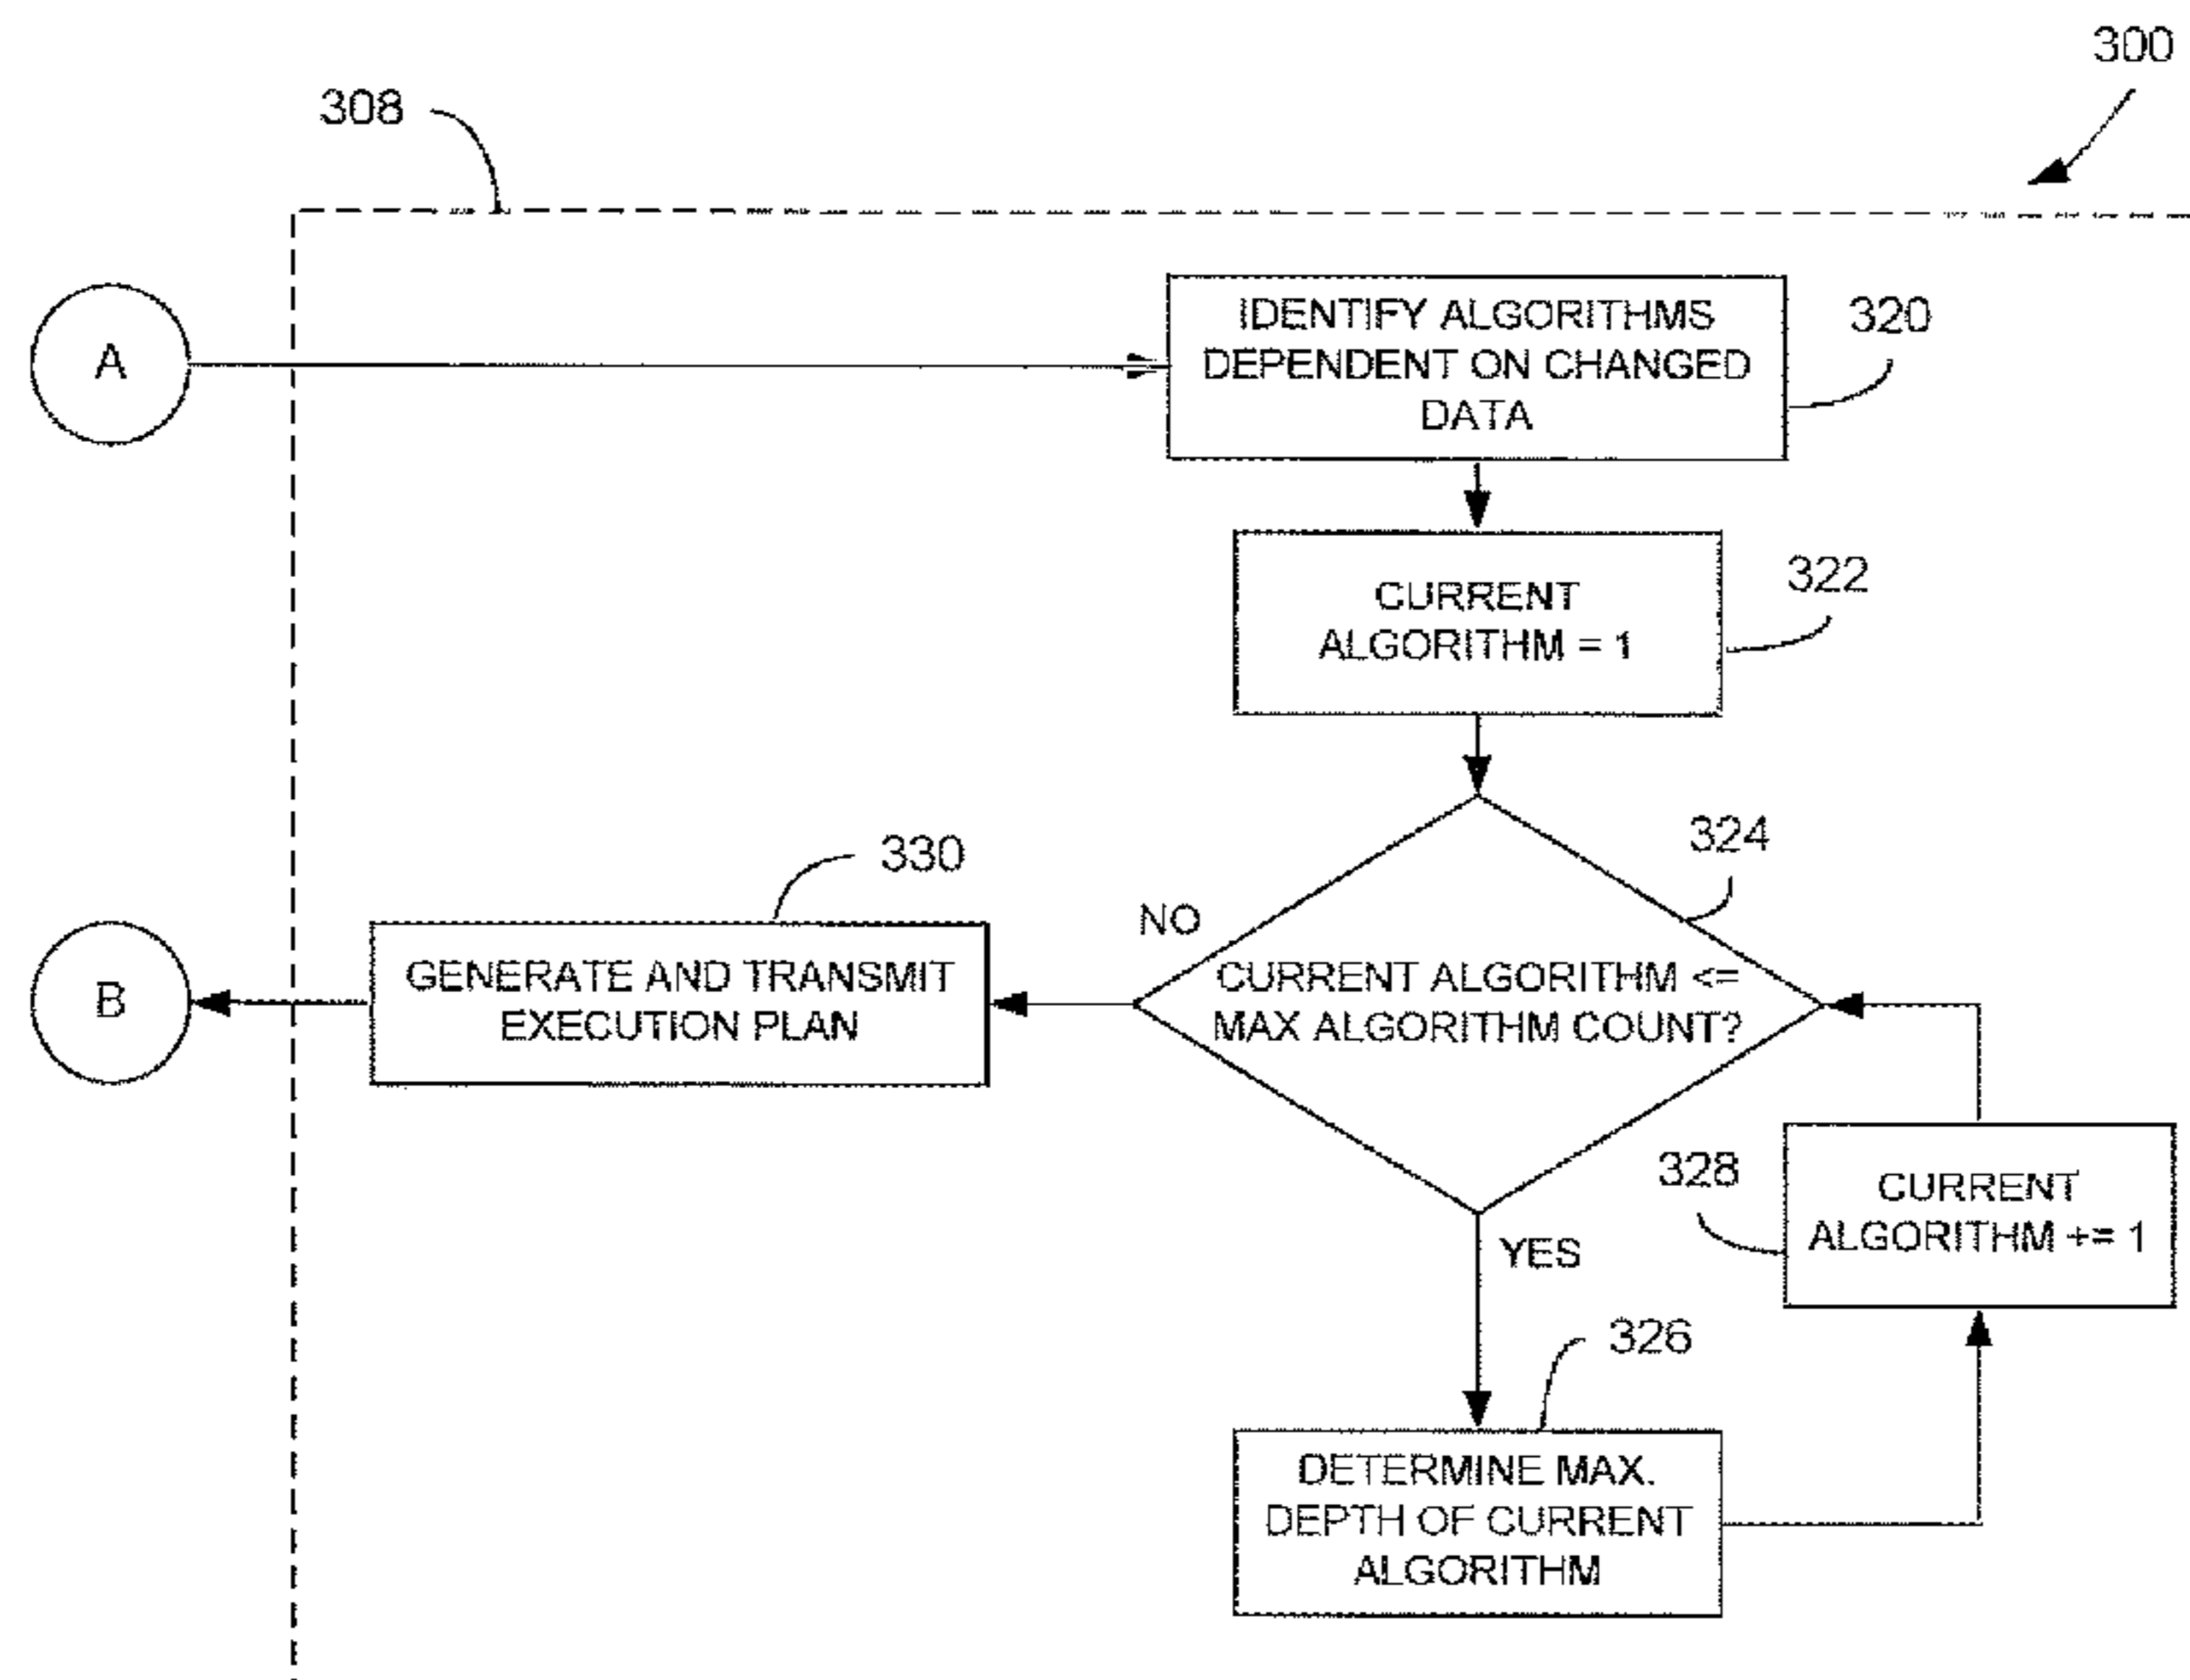 300
308
A
IDENTIFY ALGORITHMS
DEPENDENT ON CHANGED
DATA
320
CURRENT
ALGORITHM = 1
322
324
330
NO
CURRENT ALGORITHM <=
MAX ALGORITHM COUNT?
GENERATE AND TRANSMIT
EXECUTION PLAN
B
328
CURRENT
ALGORITHM += 1
YES
326
DETERMINE MAX.
DEPTH OF CURRENT
ALGORITHM